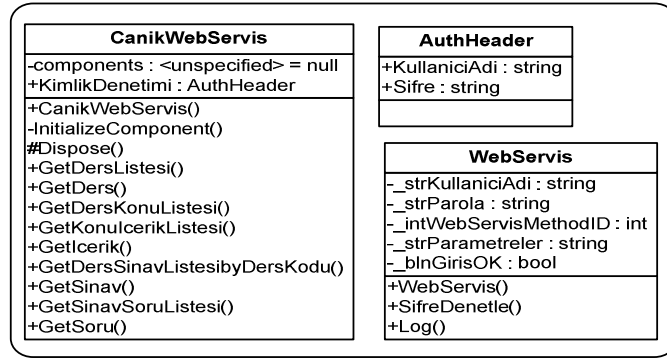 CanikWebServis
-components : <unspecified> = null
+KimlikDenetimi : AuthHeader
+CanikWebServis()
-InitializeComponent()
#Dispose()
+GetDersListesi()
+GetDers()
+GetDersKonuListesi()
+GetKonuIcerikListesi()
+GetIcerik()
+GetDersSinavListesibyDersKodu()
+GetSinav()
+GetSinavSoruListesi()
+GetSoru()
AuthHeader
+KullaniciAdi : string
+Sifre : string
WebServis
-_strKullaniciAdi : string
-_strParola : string
-_intWebServisMethodID : int
-_strParametreler : string
-_blnGirisOK : bool
+WebServis()
+SifreDenetle()
+Log()